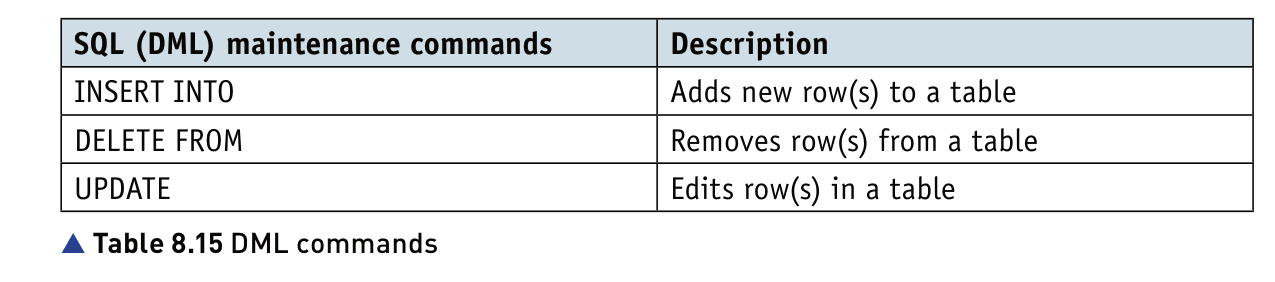 SQL (DML) maintenance commands Description
INSERT INTO Adds new row(s) to a table
DELETE FROM Removes row(s) from a table
UPDATE Edits row(s) in a table
▲ Table 8.15 DML commands